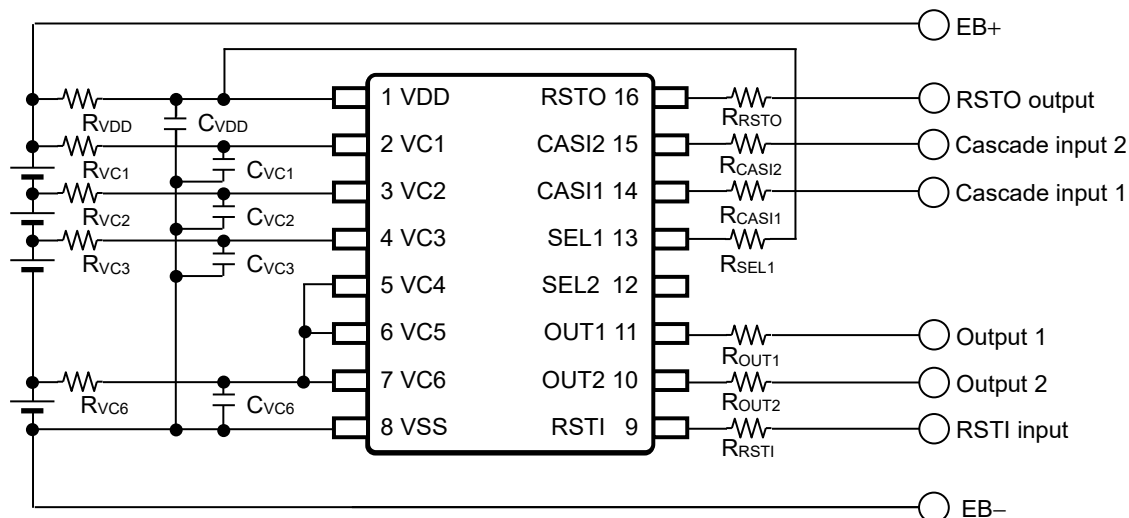 EB+
1 VDD
RSTO 16
RSTO output
RVDD
CVDD
RRSTO
2 VC1
CASI2 15
Cascade input 2
RVC1
CVC1
RCASI2
3 VC2
CASI1 14
Cascade input 1
RVC2
CVC2
RCASI1
4 VC3
SEL1 13
RVC3
CVC3
RSEL1
5 VC4
SEL2 12
6 VC5
OUT1 11
Output 1
ROUT1
7 VC6
OUT2 10
Output 2
RVC6
CVC6
ROUT2
8 VSS
RSTI 9
RSTI input
RRSTI
EB−